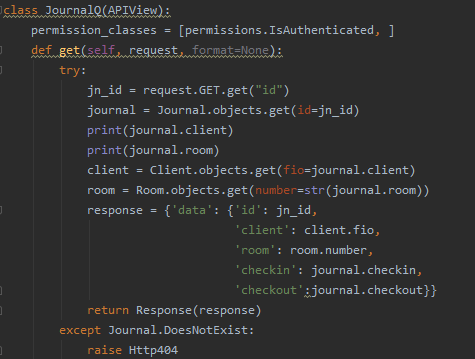 class JournalQ(APIView):
    permission_classes = [permissions.IsAuthenticated, ]
    def get(self, request, format=None):
        try:
            jn_id = request.GET.get("id")
            journal = Journal.objects.get(id=jn_id)
            print(journal.client)
            print(journal.room)
            client = Client.objects.get(fio=journal.client)
            room = Room.objects.get(number=str(journal.room))
            response = {'data': {'id': jn_id,
                                 'client': client.fio,
                                 'room': room.number,
                                 'checkin': journal.checkin,
                                 'checkout':journal.checkout}}
            return Response(response)
        except Journal.DoesNotExist:
            raise Http404